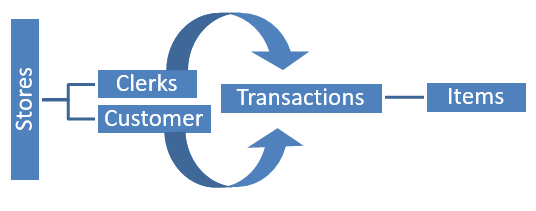 Stores
Clerks
Customer
Transactions
Items